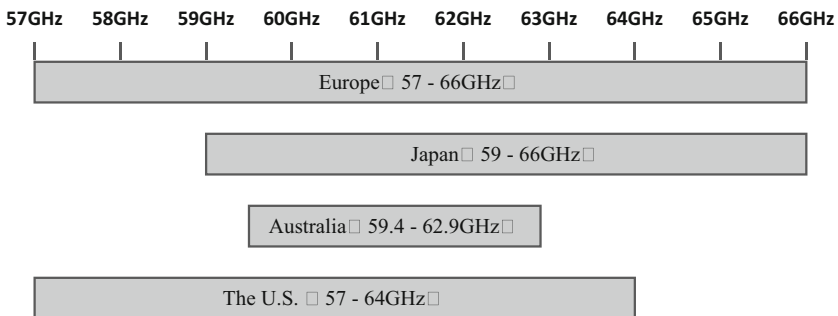 57GHz 58GHz 59GHz 60GHz 61GHz 62GHz 63GHz 64GHz 65GHz 66GHz
Europe□ 57 - 66GHz□
Japan□ 59 - 66GHz□
Australia□ 59.4 - 62.9GHz□
The U.S. □ 57 - 64GHz□